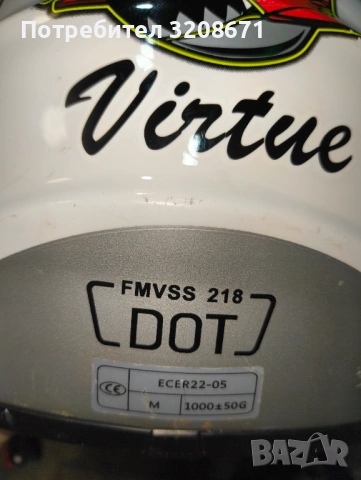 Потребител 3208671
Virtue
FMVSS 218
DOT
CE
ECER22-05
M
1000±50G
BAZAR